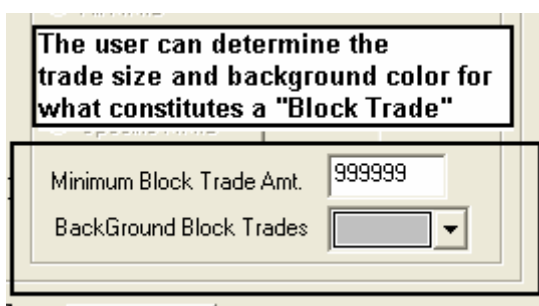 The user can determine the
trade size and background color for
what constitutes a "Block Trade"
Minimum Block Trade Amt. 999999
BackGround Block Trades